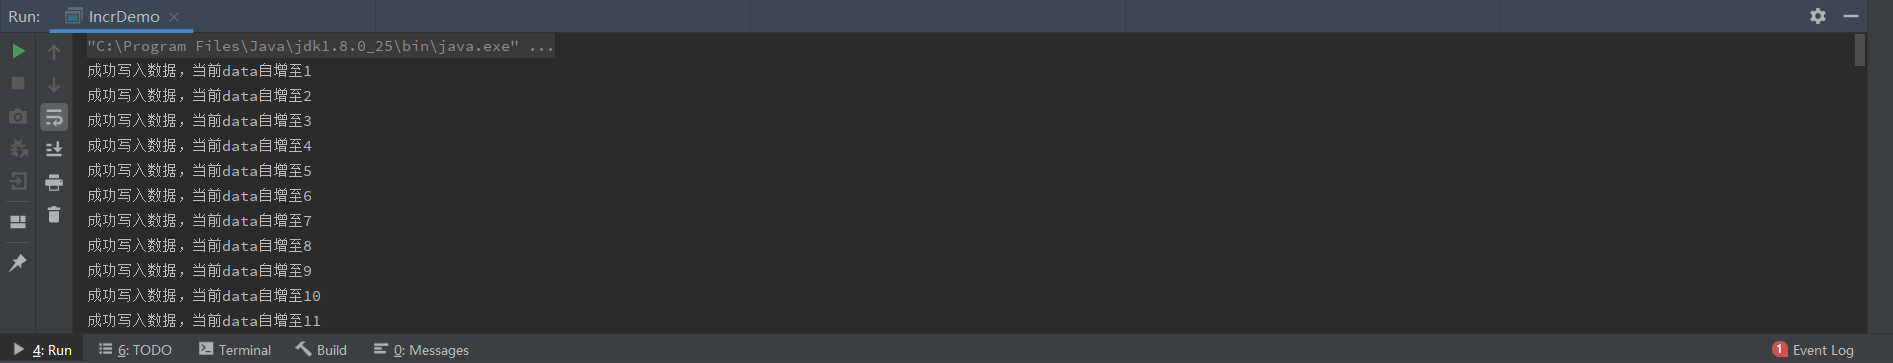 Run: IncrDemo
"C:\Program Files\Java\jdk1.8.0_25\bin\java.exe" ...
成功写入数据，当前data自增至1
成功写入数据，当前data自增至2
成功写入数据，当前data自增至3
成功写入数据，当前data自增至4
成功写入数据，当前data自增至5
成功写入数据，当前data自增至6
成功写入数据，当前data自增至7
成功写入数据，当前data自增至8
成功写入数据，当前data自增至9
成功写入数据，当前data自增至10
成功写入数据，当前data自增至11
4: Run 6: TODO Terminal Build 0: Messages 1 Event Log